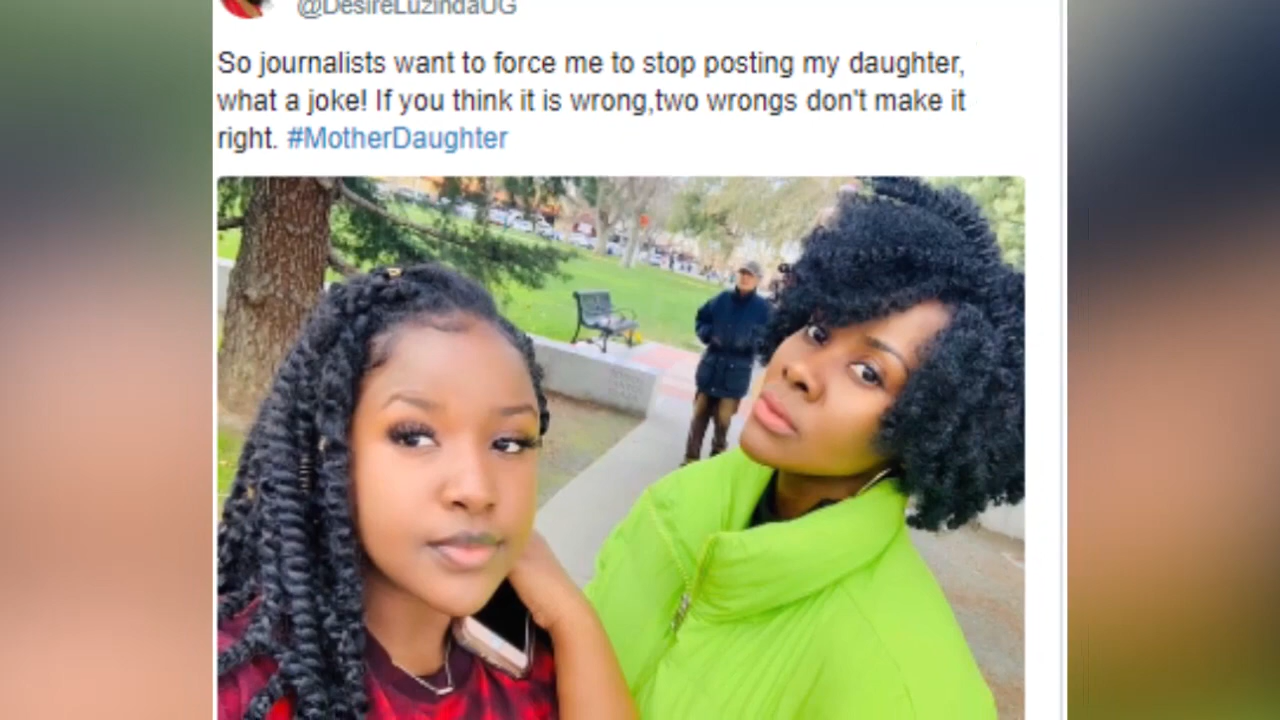 @DesireLuzindaUG
So journalists want to force me to stop posting my daughter,
what a joke! If you think it is wrong,two wrongs don't make it
right. #MotherDaughter